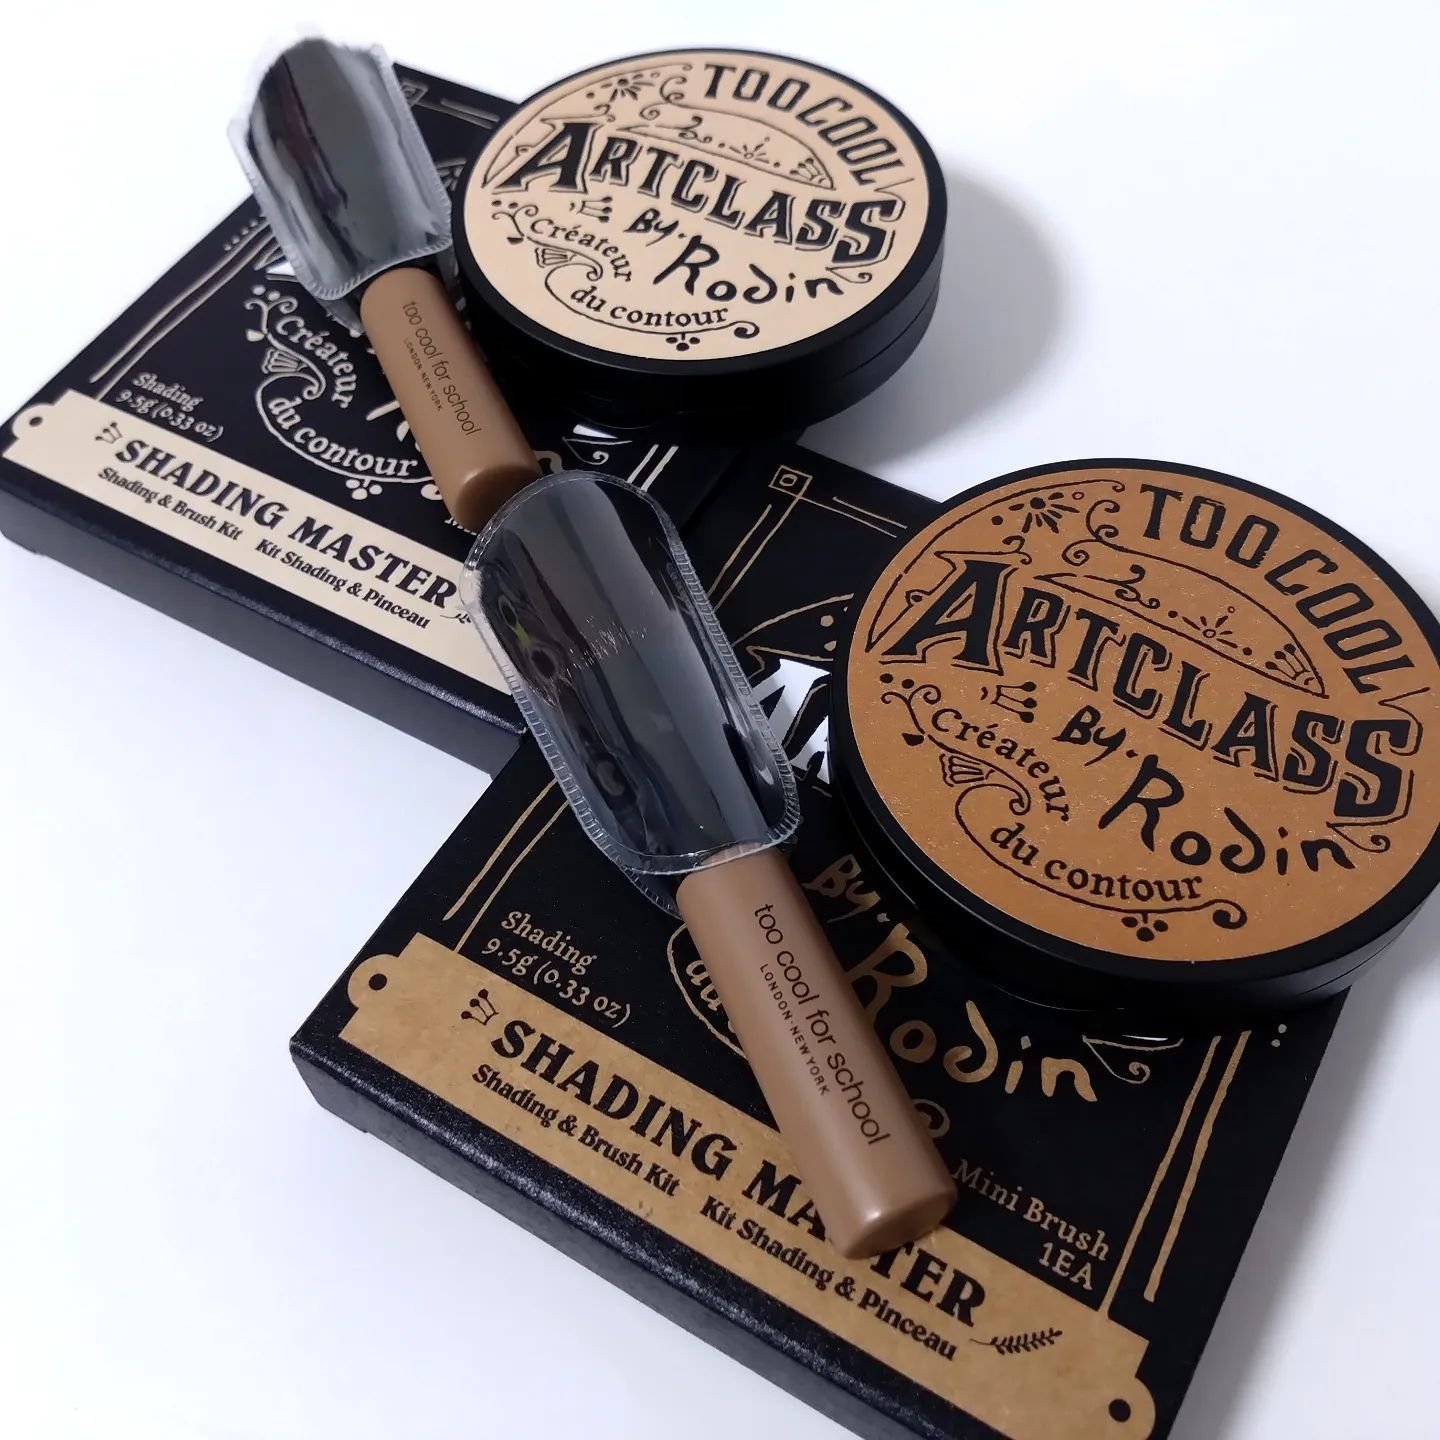 TOO COOL
ARTCLASS
By Rodin
Créateur
du contour
too cool for school
LONDON·NEW YORK
Créateur
du contour
Shading
9.5g (0.33 oz)
SHADING MASTER
Shading & Brush Kit Kit Shading & Pinceau
TOO COOL
ARTCLASS
By Rodin
Créateur
du contour
too cool for school
LONDON·NEW YORK
By Rodin
du
Shading
9.5g (0.33 oz)
Mini Brush
1EA
SHADING MASTER
Shading & Brush Kit Kit Shading & Pinceau